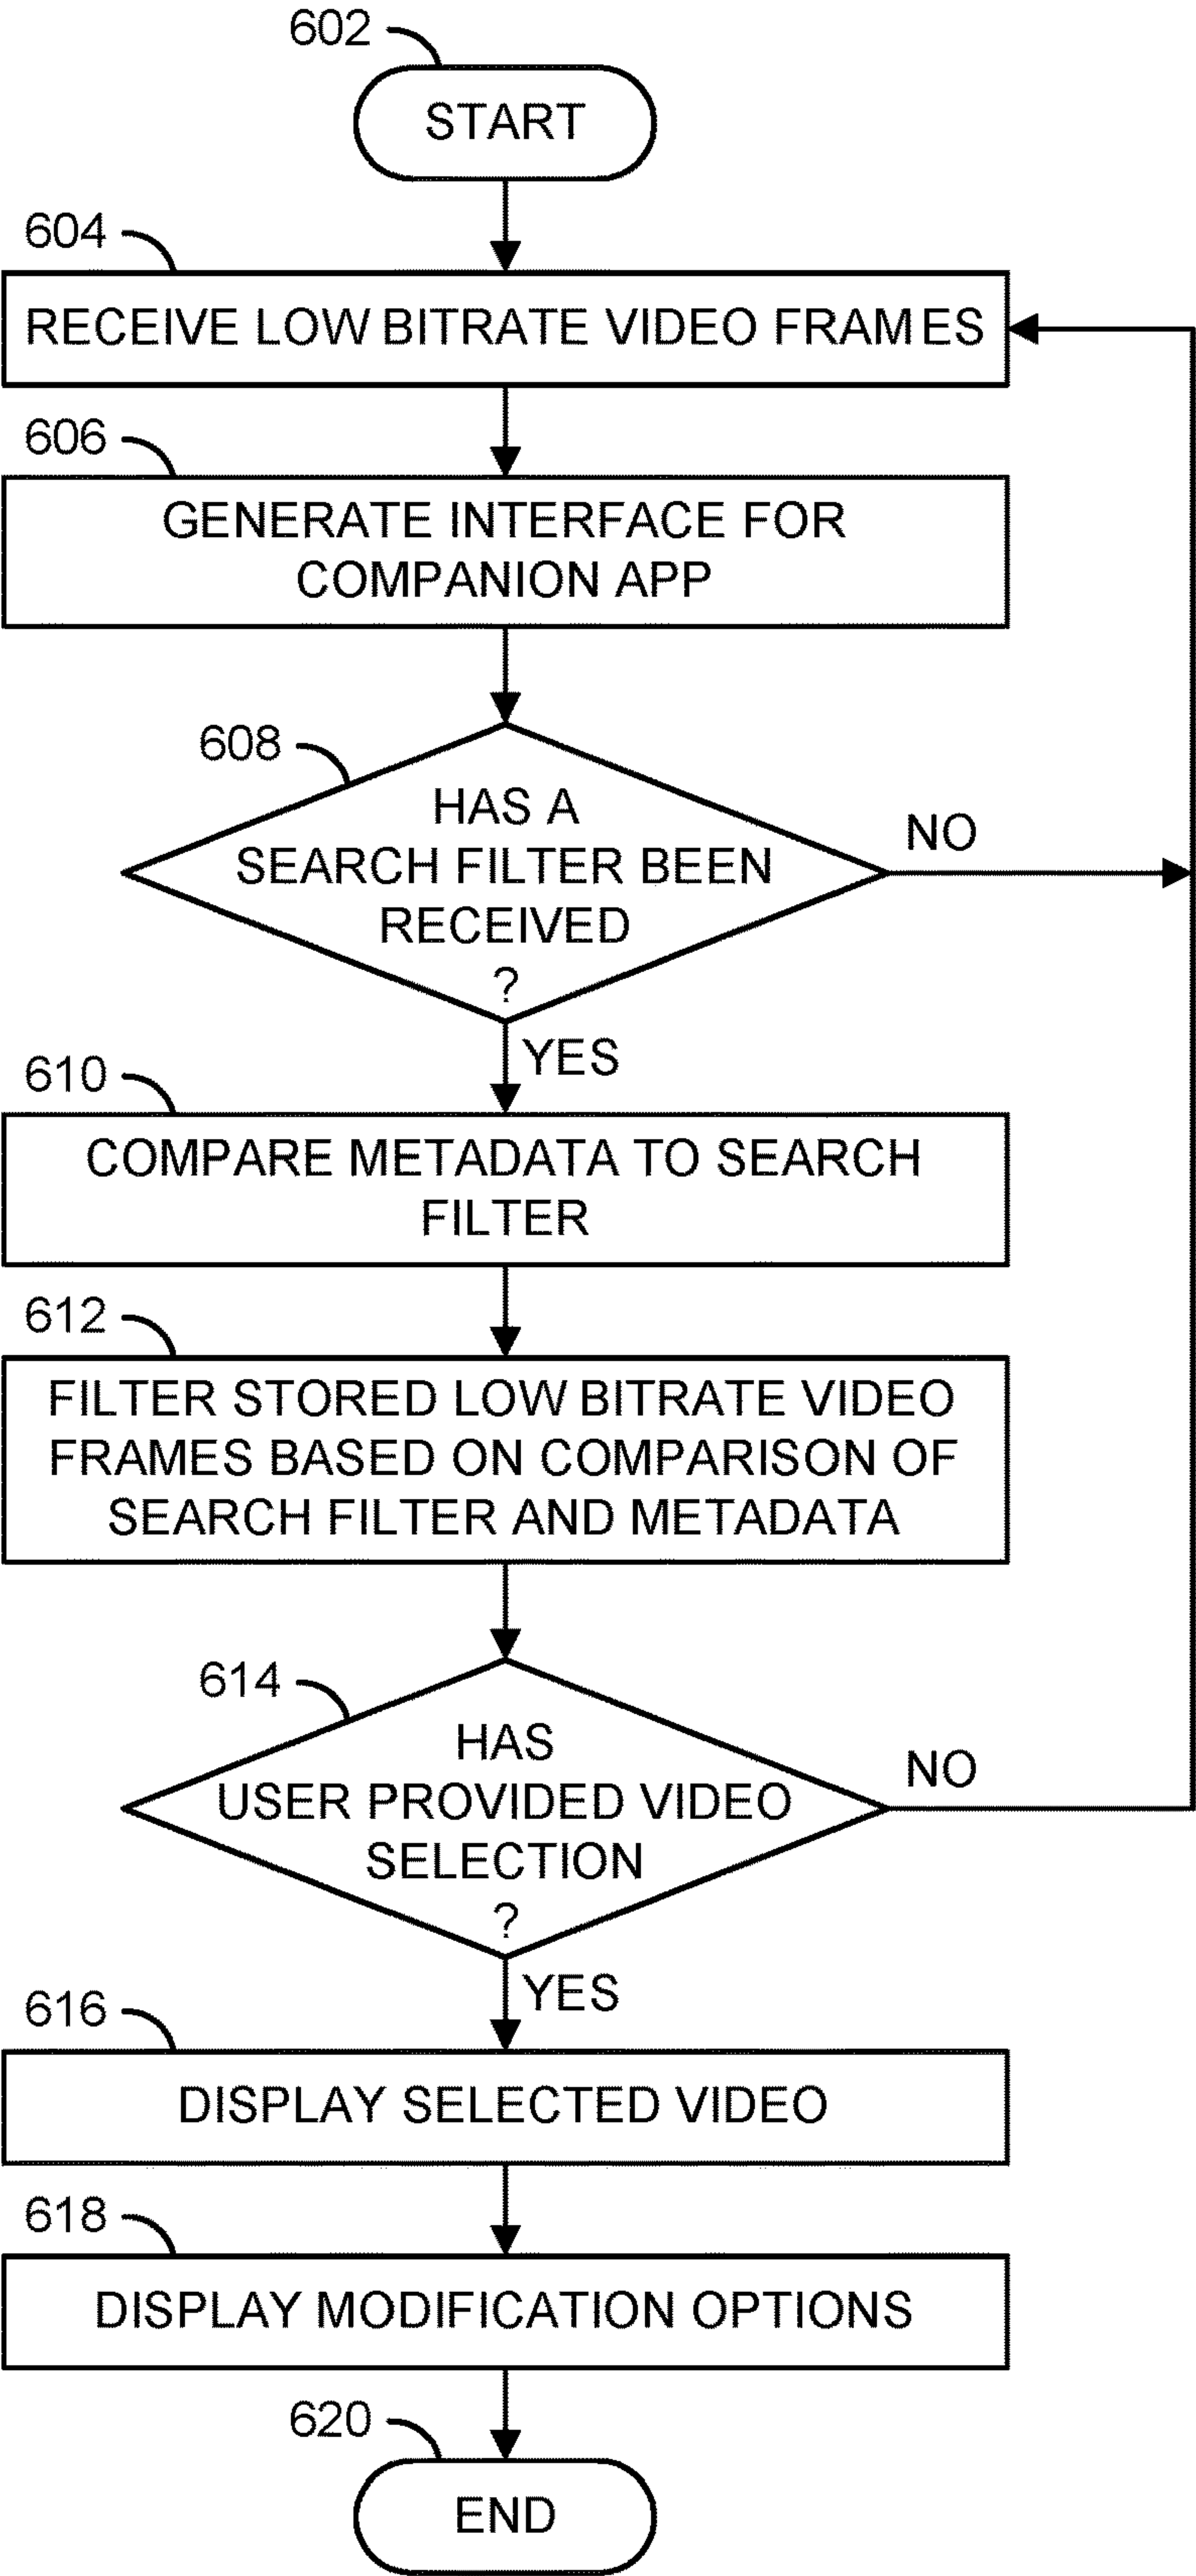 602
START
604
RECEIVE LOW BITRATE VIDEO FRAMES
606
GENERATE INTERFACE FOR
COMPANION APP
608
HAS A
SEARCH FILTER BEEN
RECEIVED
?
NO
YES
610
COMPARE METADATA TO SEARCH
FILTER
612
FILTER STORED LOW BITRATE VIDEO
FRAMES BASED ON COMPARISON OF
SEARCH FILTER AND METADATA
614
HAS
USER PROVIDED VIDEO
SELECTION
?
NO
YES
616
DISPLAY SELECTED VIDEO
618
DISPLAY MODIFICATION OPTIONS
620
END